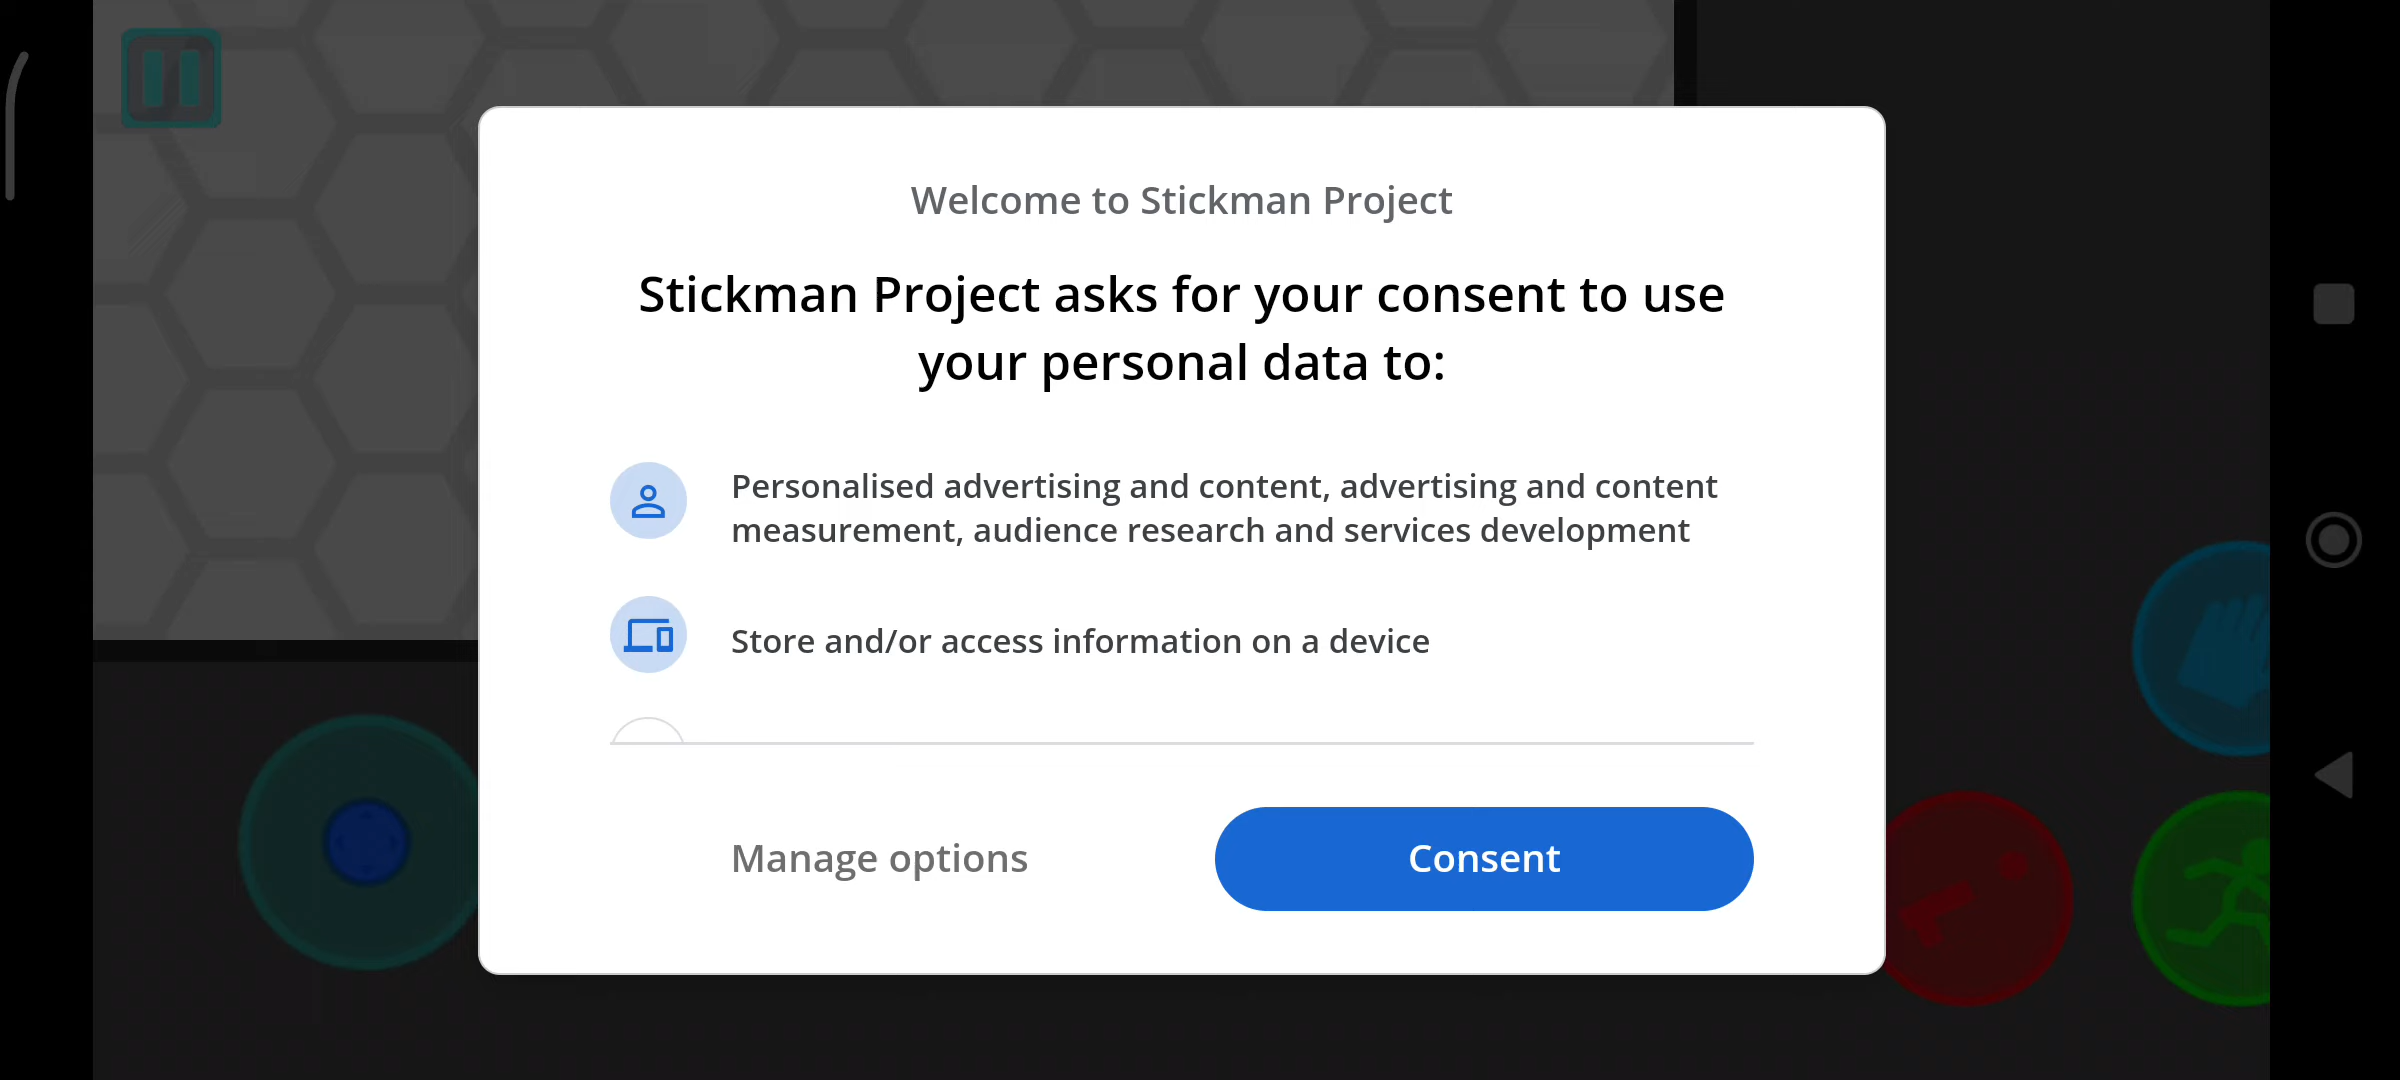 Welcome to Stickman Project
Stickman Project asks for your consent to use
your personal data to:
Personalised advertising and content, advertising and content
measurement, audience research and services development
Store and/or access information on a device
Manage options
Consent